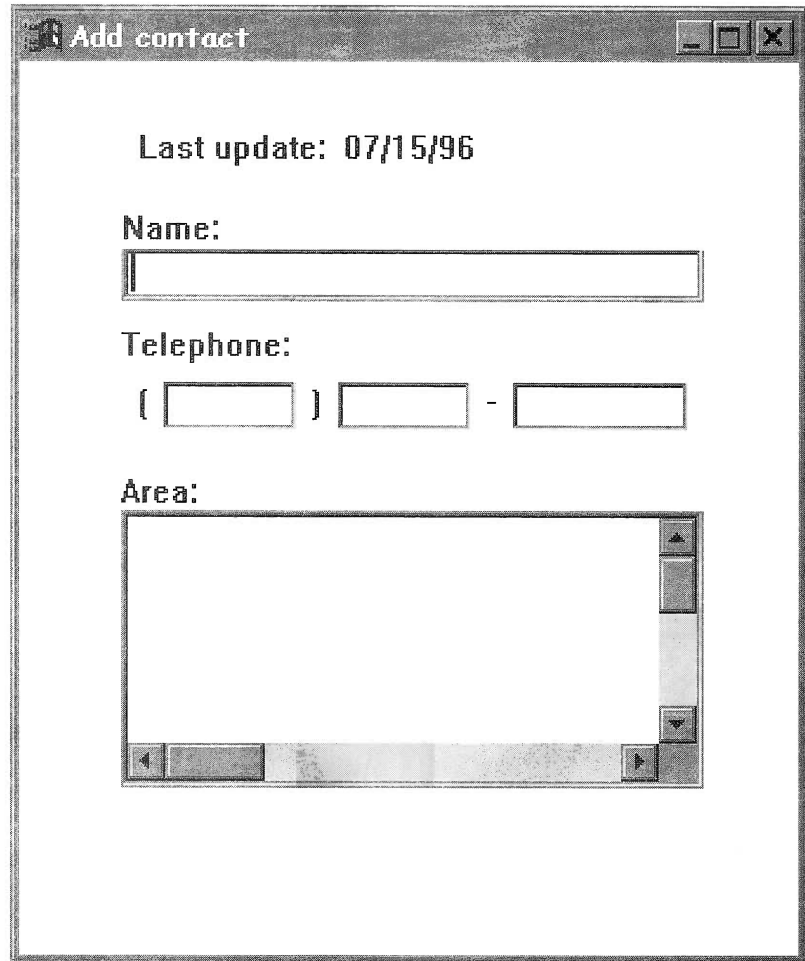 Add contact
Last update: 07/15/96
Name:
Telephone:
( ) -
Area: